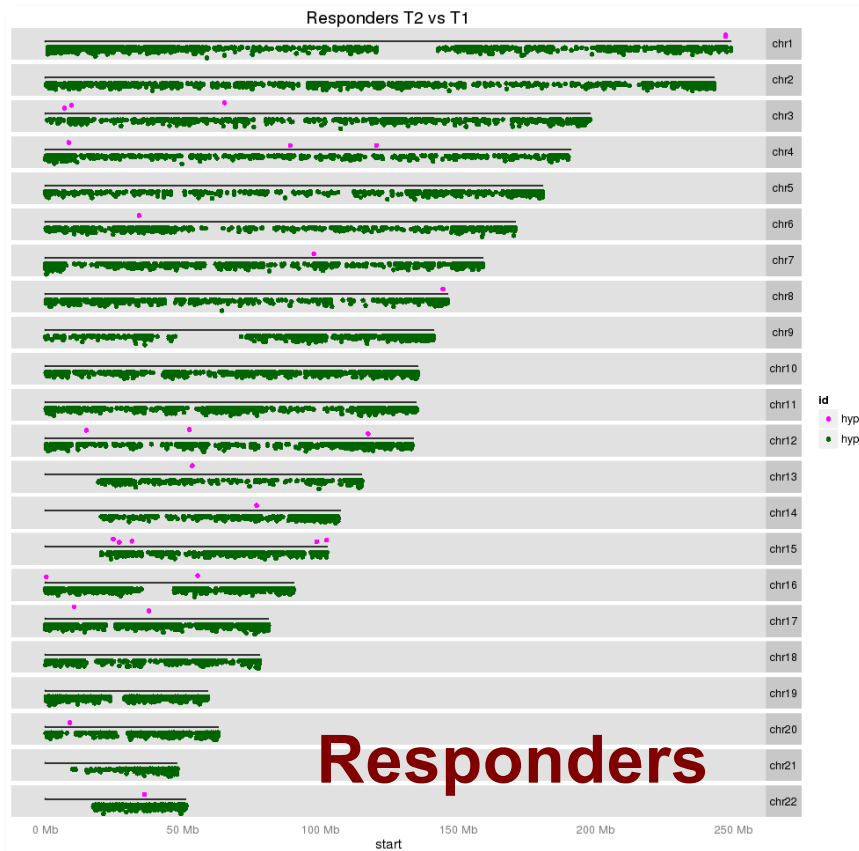 Responders T2 vs T1
chr1
chr2
chr3
chr4
chr5
chr6
chr7
chr8
chr9
chr10
chr11
chr12
chr13
chr14
chr15
chr16
chr17
chr18
chr19
chr20
chr21
chr22
id
hyp
hyp
Responders
0 Mb 50 Mb 100 Mb 150 Mb 200 Mb 250 Mb
start